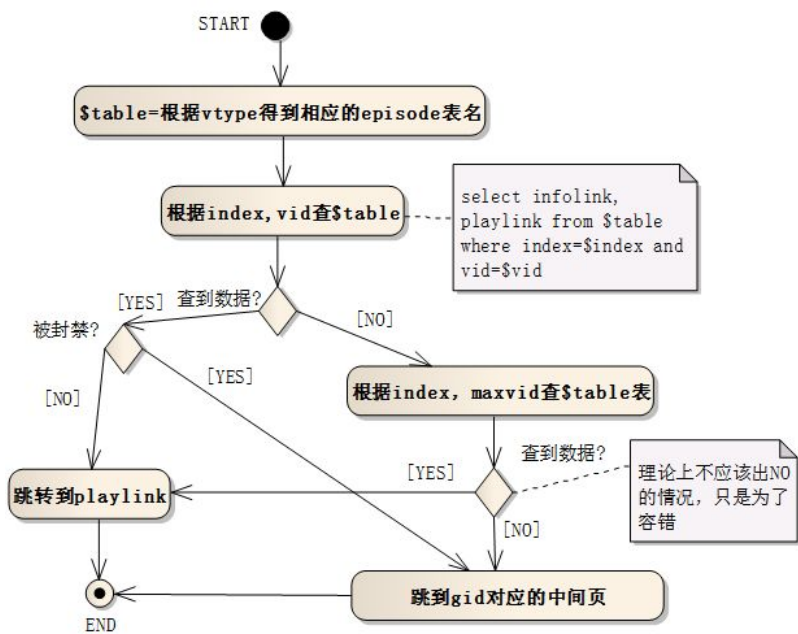 START
$table=根据vtype得到相应的episode表名
根据index,vid查$table
select infolink,
playlink from $table
where index=$index and
vid=$vid
[YES]
查到数据?
[NO]
被封禁?
[YES]
[NO]
根据index，maxvid查$table表
查到数据?
[YES]
理论上不应该出NO
的情况，只是为了
容错
跳转到playlink
[NO]
跳到gid对应的中间页
END